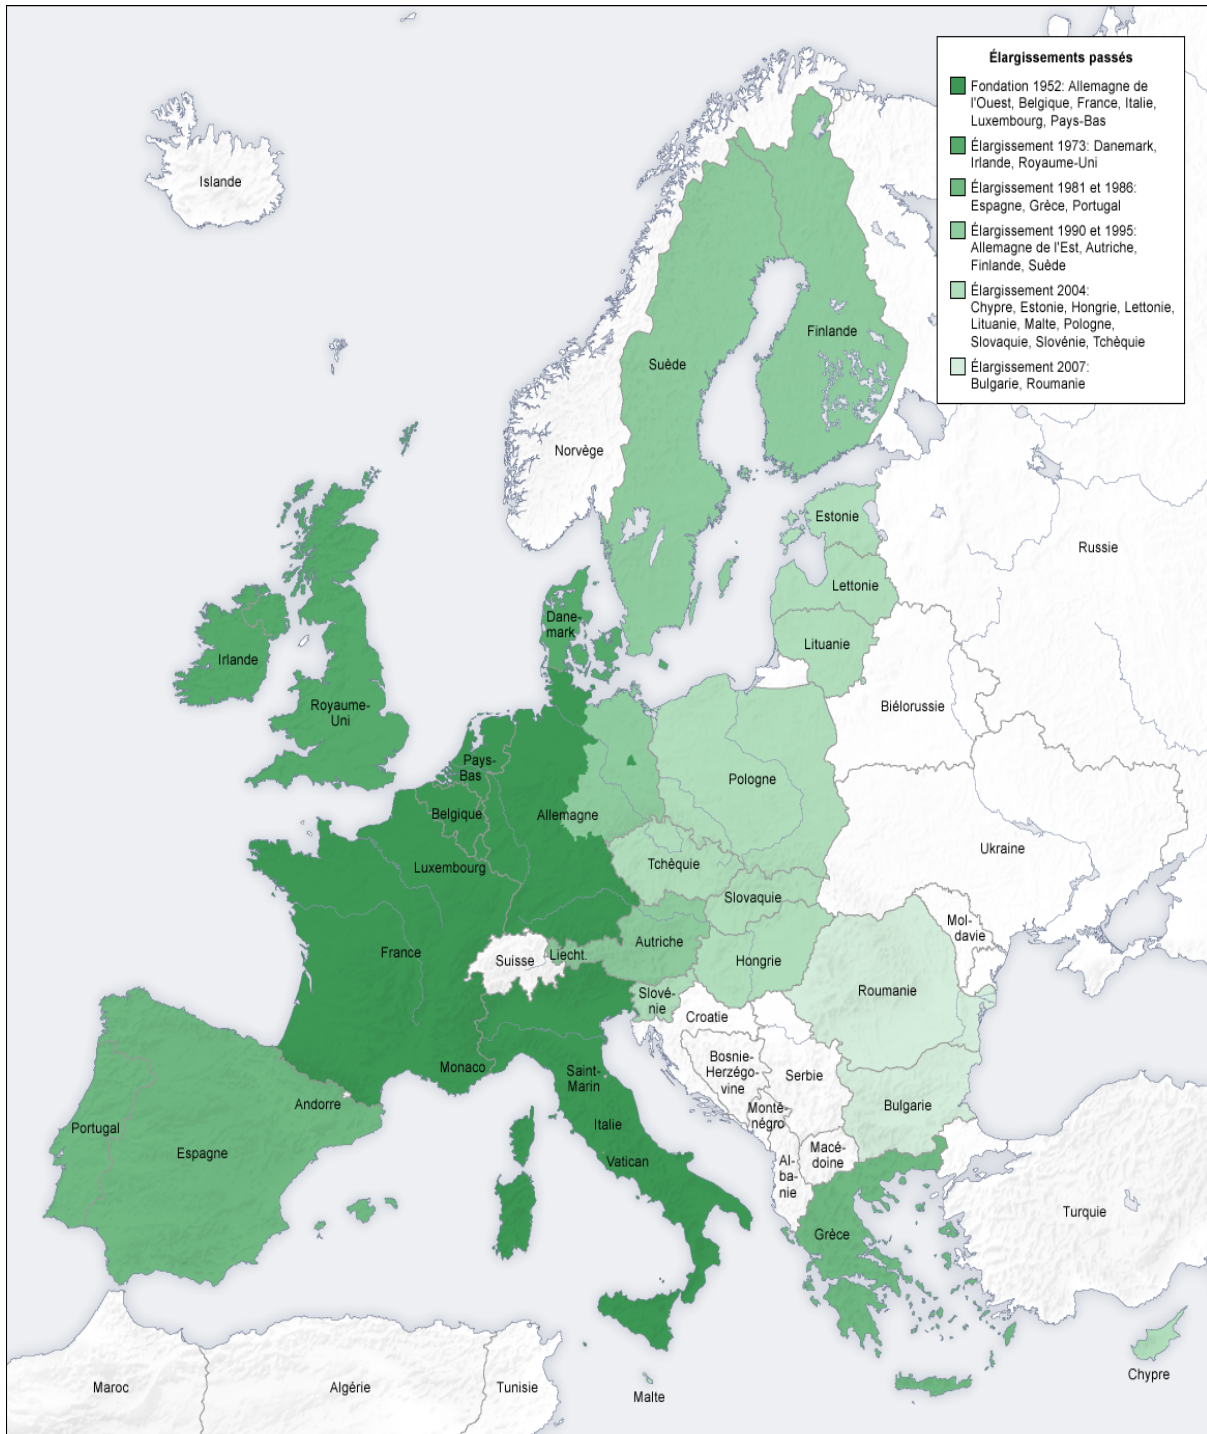 Élargissements passés
Fondation 1952: Allemagne de
l'Ouest, Belgique, France, Italie,
Luxembourg, Pays-Bas
Élargissement 1973: Danemark,
Irlande, Royaume-Uni
Élargissement 1981 et 1986:
Espagne, Grèce, Portugal
Élargissement 1990 et 1995:
Allemagne de l'Est, Autriche,
Finlande, Suède
Élargissement 2004:
Chypre, Estonie, Hongrie, Lettonie,
Lituanie, Malte, Pologne,
Slovaquie, Slovénie, Tchèquie
Élargissement 2007:
Bulgarie, Roumanie
Islande
Finlande
Suède
Norvège
Estonie
Russie
Lettonie
Dane-
mark
Lituanie
Irlande
Royaume-
Uni
Biélorussie
Pays-
Bas
Pologne
Belgique
Allemagne
Ukraine
Tchèquie
Luxembourg
Slovaquie
Mol-
davie
Autriche
France
Suisse
Liecht.
Hongrie
Roumanie
Slové-
nie
Croatie
Bosnie-
Herzégo-
vine
Serbie
Monaco
Saint-
Marin
Andorre
Bulgarie
Monté-
négro
Portugal
Italie
Espagne
Vatican
Macé-
doine
Al-
ba-
nie
Turquie
Grèce
Chypre
Maroc
Algérie
Tunisie
Malte